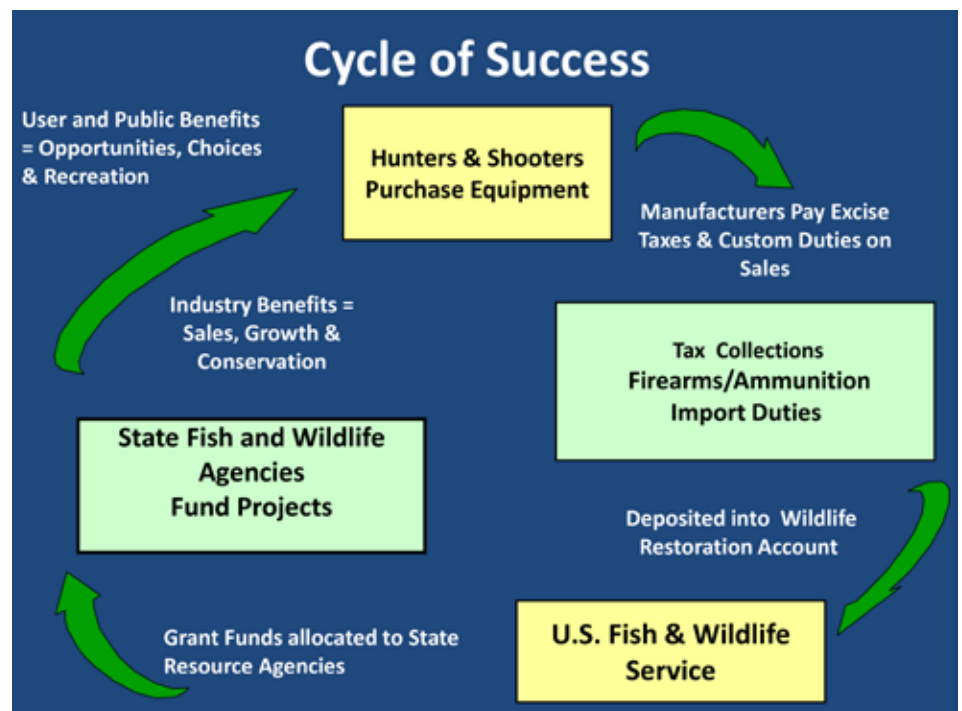 Cycle of Success
User and Public Benefits
= Opportunities, Choices
& Recreation
Hunters & Shooters
Purchase Equipment
Manufacturers Pay Excise
Taxes & Custom Duties on
Sales
Industry Benefits =
Sales, Growth &
Conservation
Tax Collections
Firearms/Ammunition
Import Duties
State Fish and Wildlife
Agencies
Fund Projects
Deposited into Wildlife
Restoration Account
U.S. Fish & Wildlife
Service
Grant Funds allocated to State
Resource Agencies